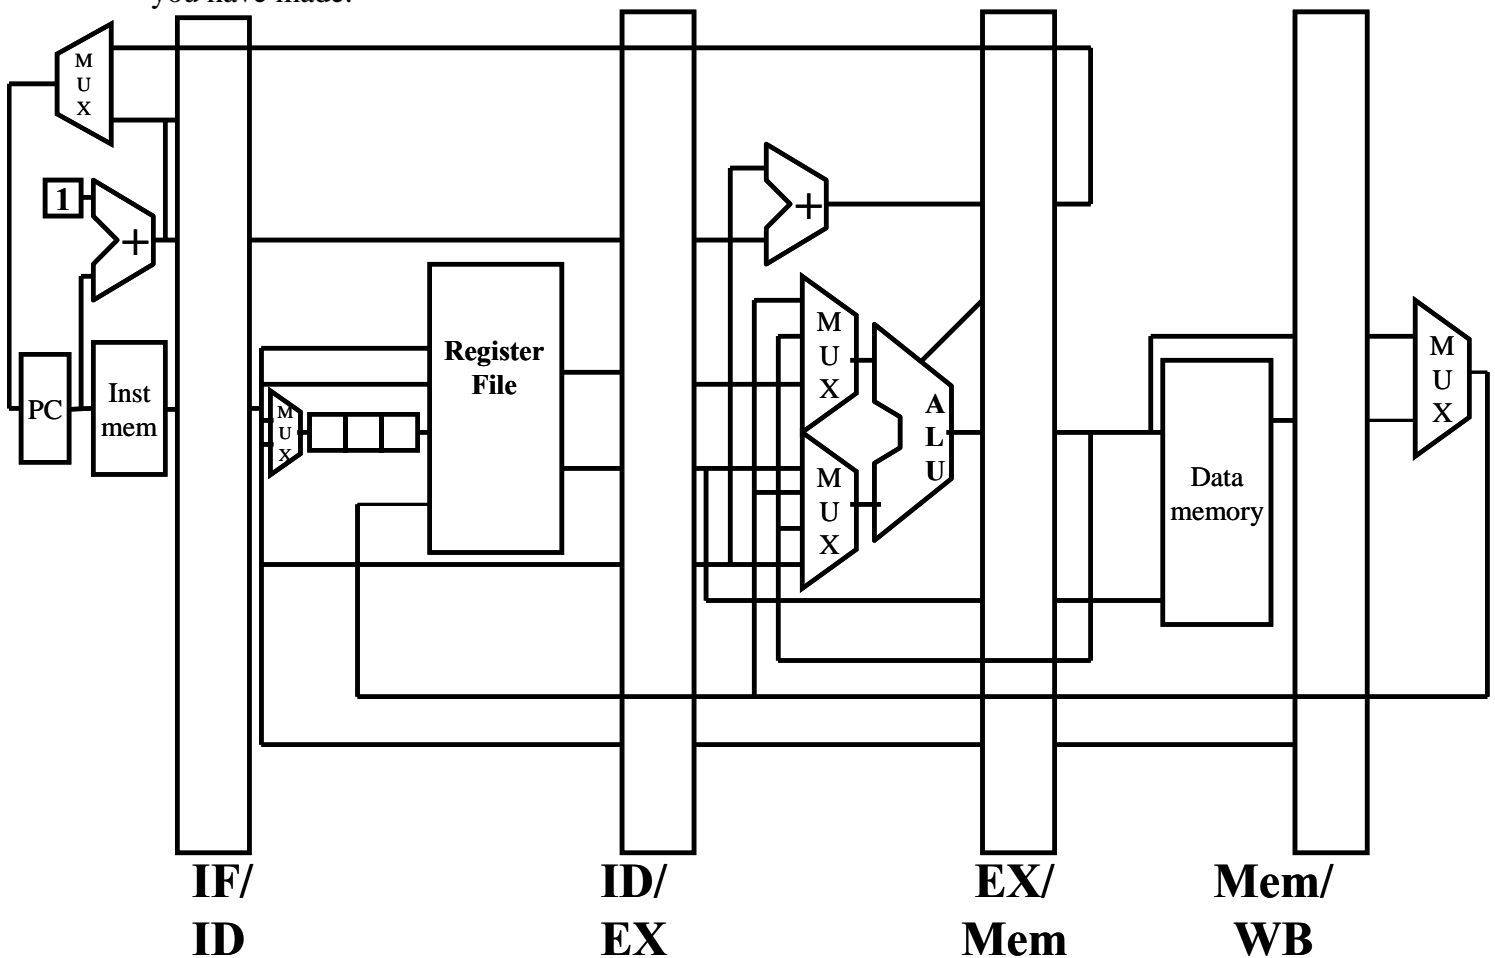 you have made.
M
U
X
1
+
+
PC
Inst
mem
M
U
X
Register
File
M
U
X
M
U
X
A
L
U
Data
memory
M
U
X
IF/
ID
ID/
EX
EX/
Mem
Mem/
WB